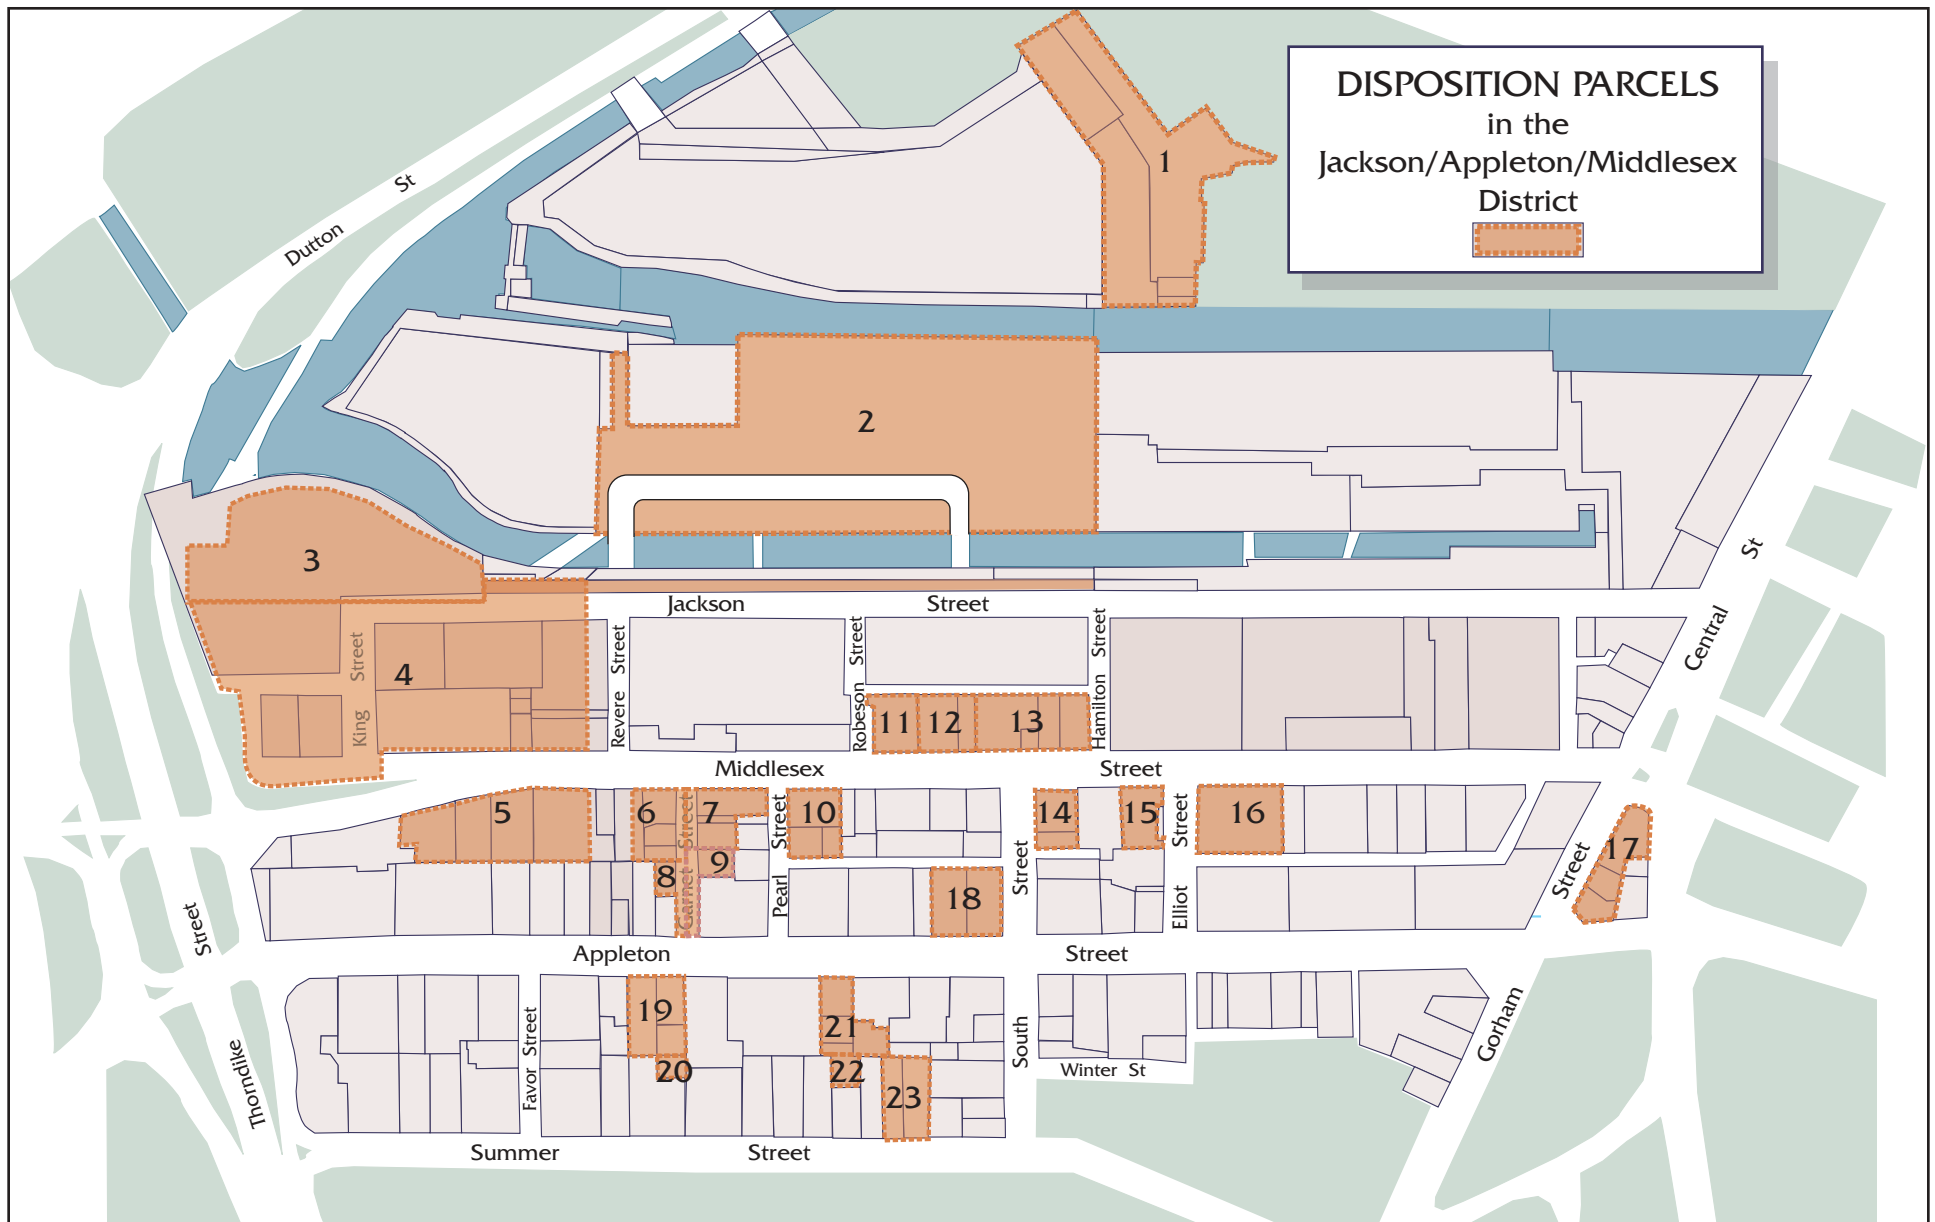 DISPOSITION PARCELS
in the
Jackson/Appleton/Middlesex
District
1
St
Dutton
2
3
Jackson Street
St
Central
4
King Street
Revere Street
Robeson Street
Hamilton Street
11
12
13
Middlesex Street
5
6
Garnet Street
7
8
9
Pearl Street
10
14
15
16
17
18
South Street
Elliot Street
Street
Gorham
Appleton Street
Thorndike Street
Favor Street
19
20
21
22
23
Winter St
Summer Street